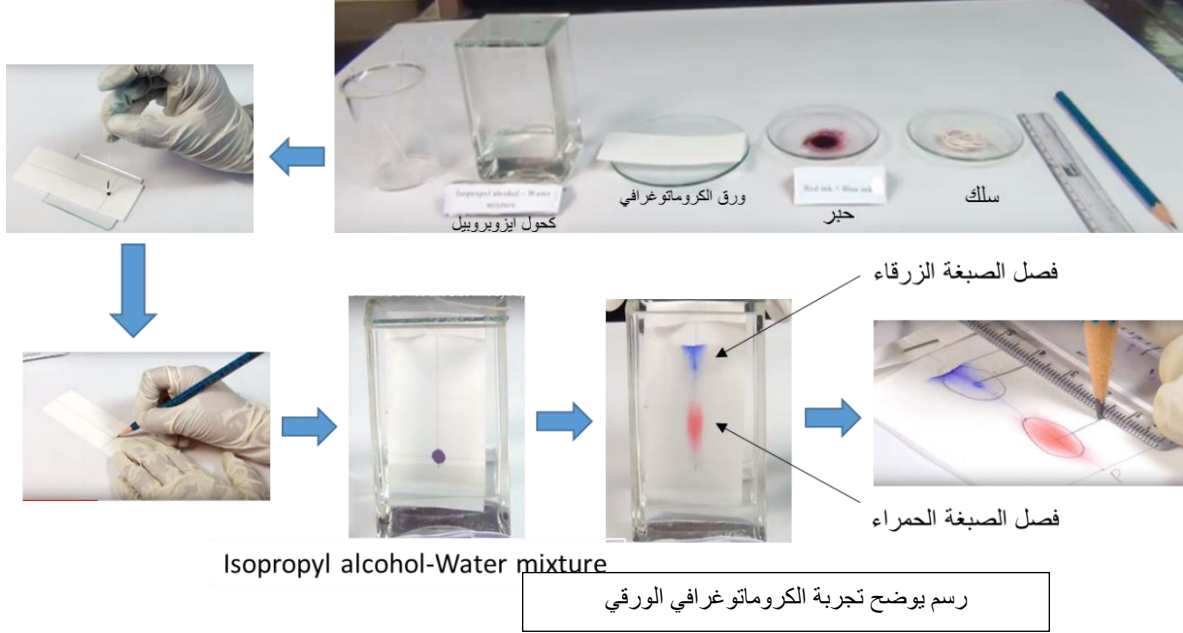 Isopropyl alcohol - Water
mixture
كحول ايزوبروبيل
ورق الكروماتوغرافي
Red ink + Blue ink
حبر
سلك
فصل الصبغة الزرقاء
فصل الصبغة الحمراء
Isopropyl alcohol-Water mixture
رسم يوضح تجربة الكروماتوغرافي الورقي